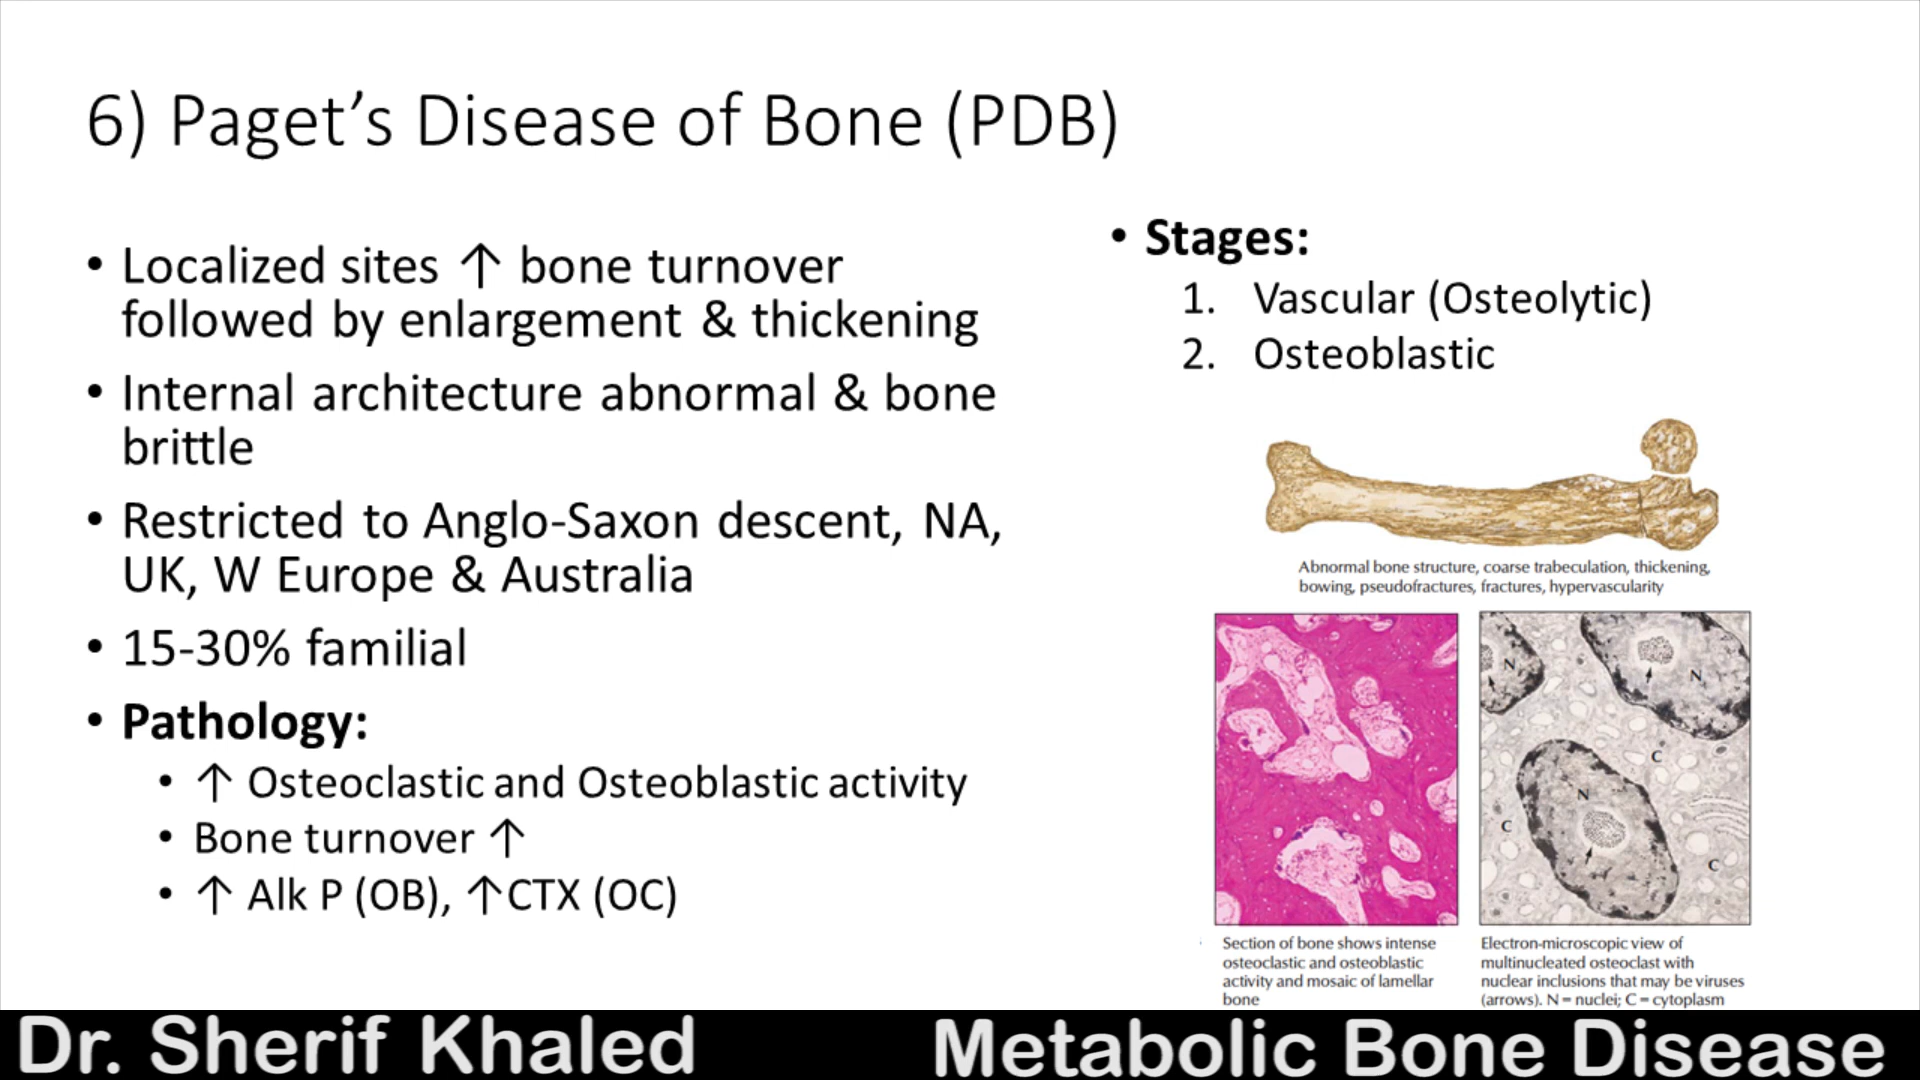 6) Paget’s Disease of Bone (PDB)
• Localized sites ↑ bone turnover
followed by enlargement & thickening
• Internal architecture abnormal & bone
brittle
• Restricted to Anglo-Saxon descent, NA,
UK, W Europe & Australia
• 15-30% familial
• Pathology:
• ↑ Osteoclastic and Osteoblastic activity
• Bone turnover ↑
• ↑ Alk P (OB), ↑CTX (OC)
• Stages:
1. Vascular (Osteolytic)
2. Osteoblastic
Abnormal bone structure, coarse trabeculation, thickening,
bowing, pseudofractures, fractures, hypervascularity
N
N
C
N
C
C
Section of bone shows intense
osteoclastic and osteoblastic
activity and mosaic of lamellar
bone
Electron-microscopic view of
multinucleated osteoclast with
nuclear inclusions that may be viruses
(arrows). N = nuclei; C = cytoplasm
Dr. Sherif Khaled
Metabolic Bone Disease